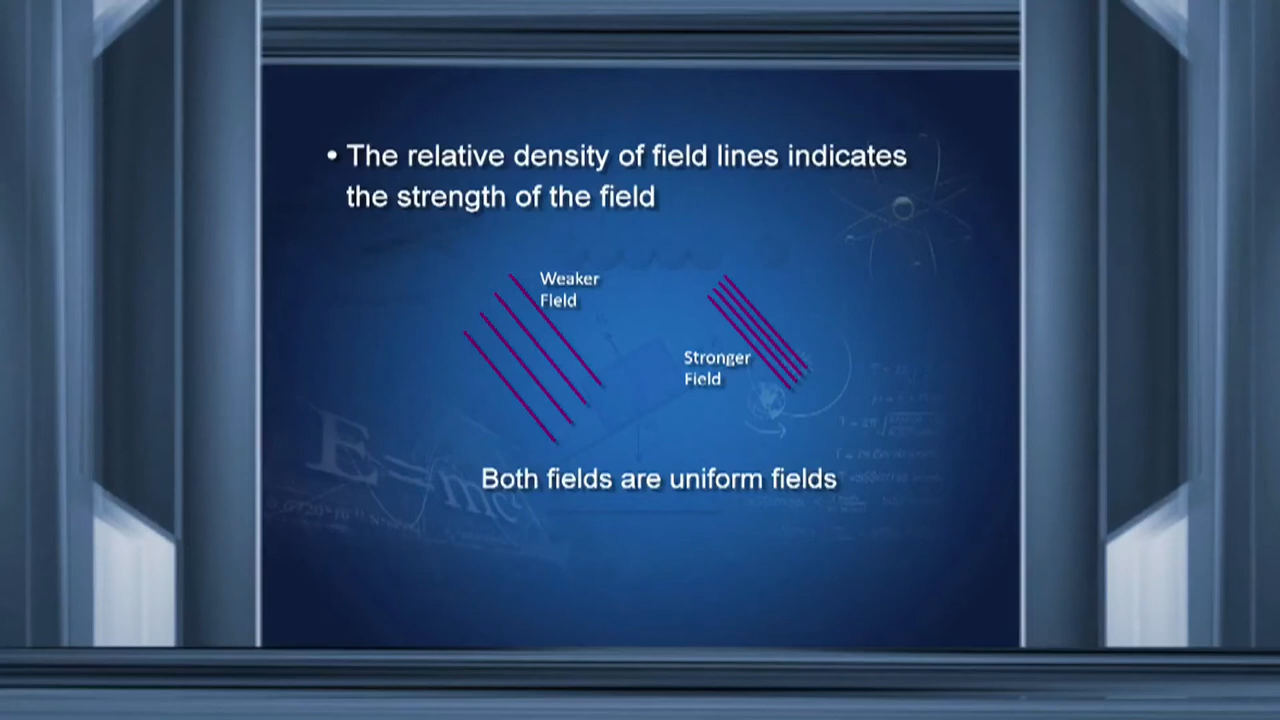 • The relative density of field lines indicates
the strength of the field
Weaker
Field
Stronger
Field
Both fields are uniform fields
E=mc²